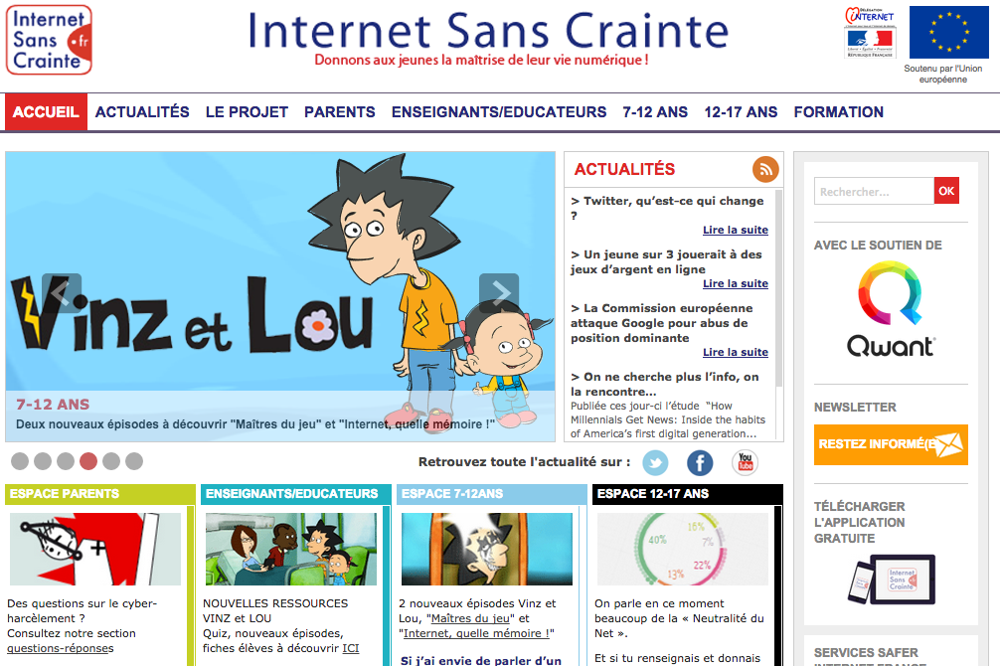 Internet
Sans
.fr
Crainte
Internet Sans Crainte
Donnons aux jeunes la maîtrise de leur vie numérique !
DÉLÉGATION
INTERNET
RÉPUBLIQUE FRANÇAISE
Soutenu par l'Union
européenne
ACCUEIL ACTUALITÉS LE PROJET PARENTS ENSEIGNANTS/EDUCATEURS 7-12 ANS 12-17 ANS FORMATION
Vinz et Lou
7-12 ANS
Deux nouveaux épisodes à découvrir "Maîtres du jeu" et "Internet, quelle mémoire !"
ACTUALITÉS
> Twitter, qu'est-ce qui change
?
Lire la suite
> Un jeune sur 3 jouerait à des
jeux d'argent en ligne
Lire la suite
> La Commission européenne
attaque Google pour abus de
position dominante
Lire la suite
> On ne cherche plus l'info, on
la rencontre...
Publiée ces jour-ci l'étude "How
Millennials Get News: Inside the habits
of America's first digital generation...
Rechercher... OK
AVEC LE SOUTIEN DE
Qwant
NEWSLETTER
RESTEZ INFORMÉ(E
TÉLÉCHARGER
L'APPLICATION
GRATUITE
Internet
Sans
Crainte
SERVICES SAFER
INTERNET FRANCE
Retrouvez toute l'actualité sur :
You
Tube
ESPACE PARENTS
Des questions sur le cyber-
harcèlement ?
Consultez notre section
questions-réponses
ENSEIGNANTS/EDUCATEURS
NOUVELLES RESSOURCES
VINZ et LOU
Quiz, nouveaux épisodes,
fiches élèves à découvrir ICI
ESPACE 7-12ANS
2 nouveaux épisodes Vinz et
Lou, "Maîtres du jeu" et
"Internet, quelle mémoire !"
Si j'ai envie de parler d'un
ESPACE 12-17 ANS
16%
40%
7%
22%
13%
On parle en ce moment
beaucoup de la « Neutralité du
Net ».
Et si tu renseignais et donnais